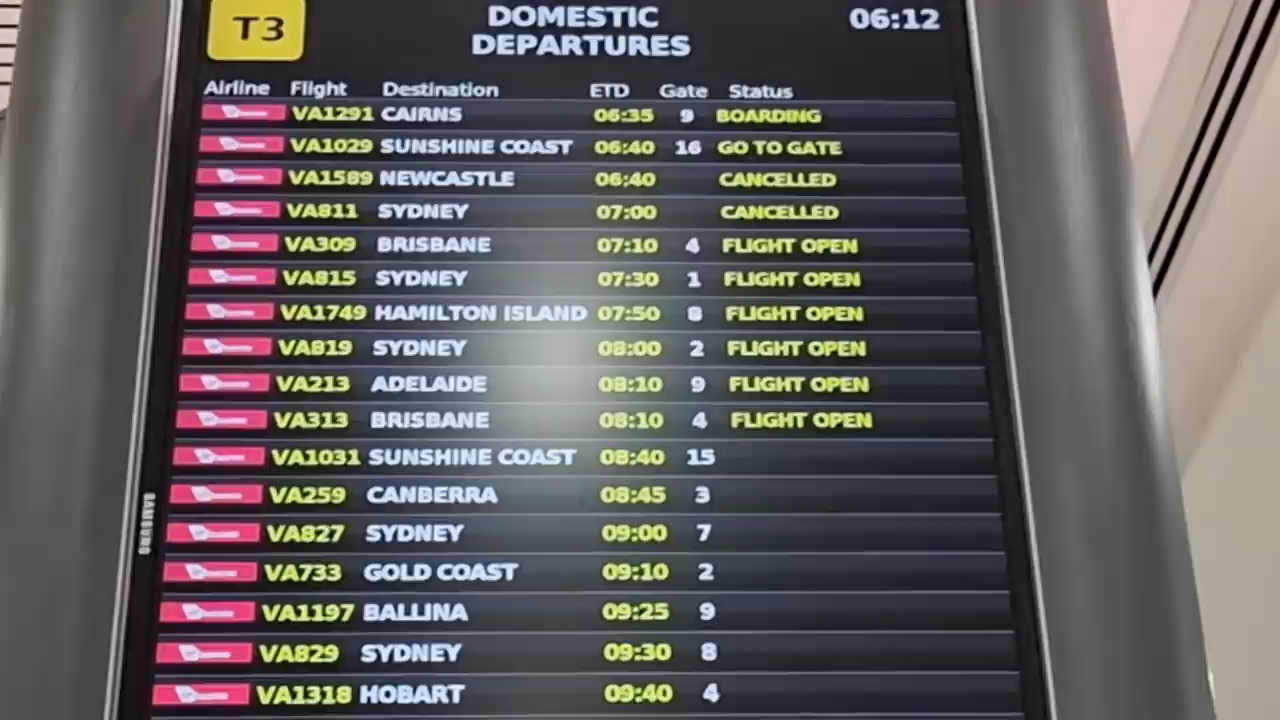 T3 DOMESTIC DEPARTURES 06:12
Airline Flight Destination ETD Gate Status
VA1291 CAIRNS 06:35 9 BOARDING
VA1029 SUNSHINE COAST 06:40 16 GO TO GATE
VA1589 NEWCASTLE 06:40 CANCELLED
VA811 SYDNEY 07:00 CANCELLED
VA309 BRISBANE 07:10 4 FLIGHT OPEN
VA815 SYDNEY 07:30 1 FLIGHT OPEN
VA1749 HAMILTON ISLAND 07:50 8 FLIGHT OPEN
VA819 SYDNEY 08:00 2 FLIGHT OPEN
VA213 ADELAIDE 08:10 9 FLIGHT OPEN
VA313 BRISBANE 08:10 4 FLIGHT OPEN
VA1031 SUNSHINE COAST 08:40 15
VA259 CANBERRA 08:45 3
VA827 SYDNEY 09:00 7
VA733 GOLD COAST 09:10 2
VA1197 BALLINA 09:25 9
VA829 SYDNEY 09:30 8
VA1318 HOBART 09:40 4
SAMSUNG